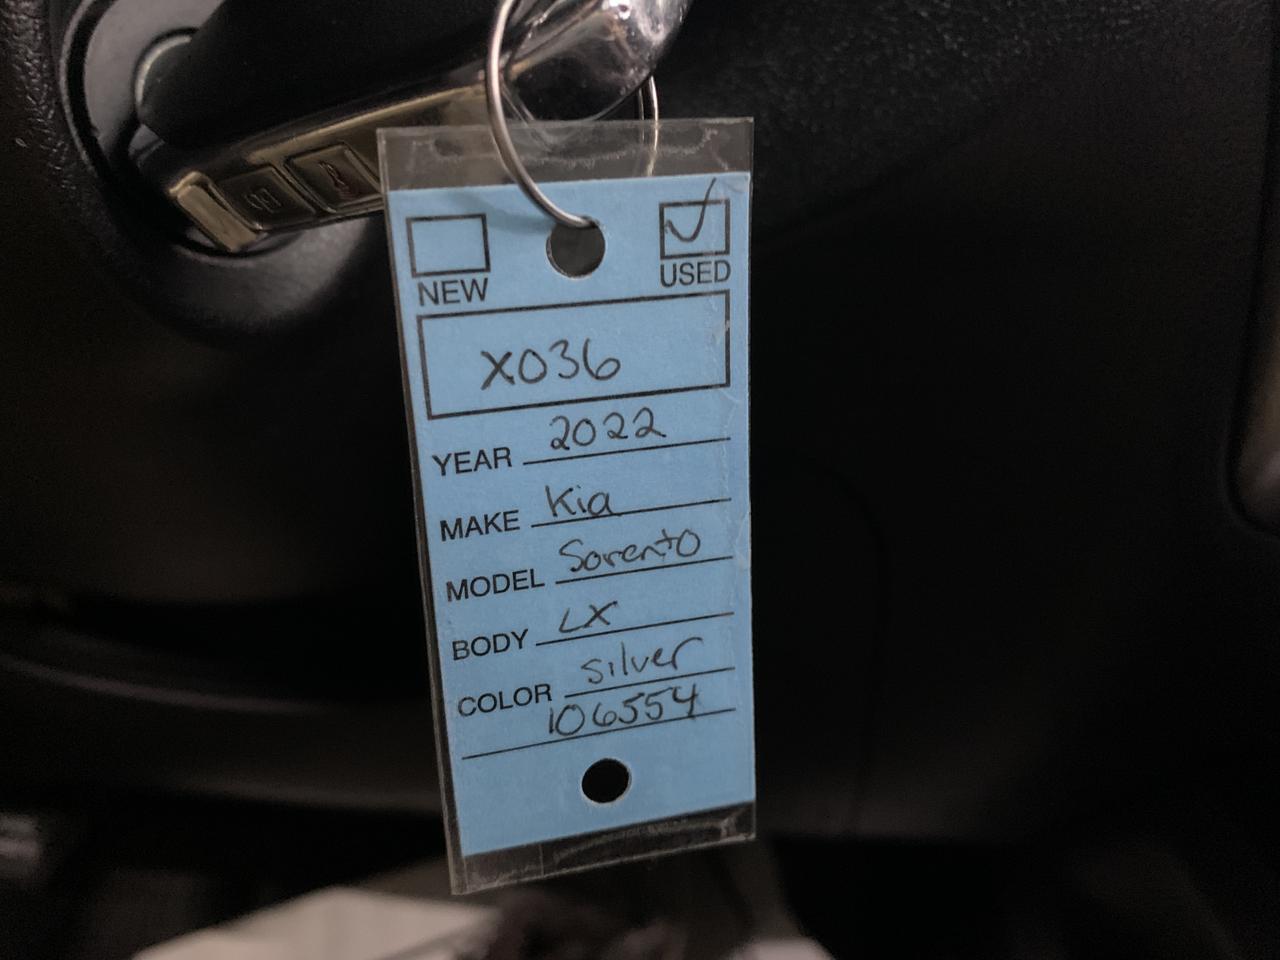 NEW USED
X036
YEAR 2022
MAKE Kia
MODEL Sorento
BODY LX
COLOR Silver
106554